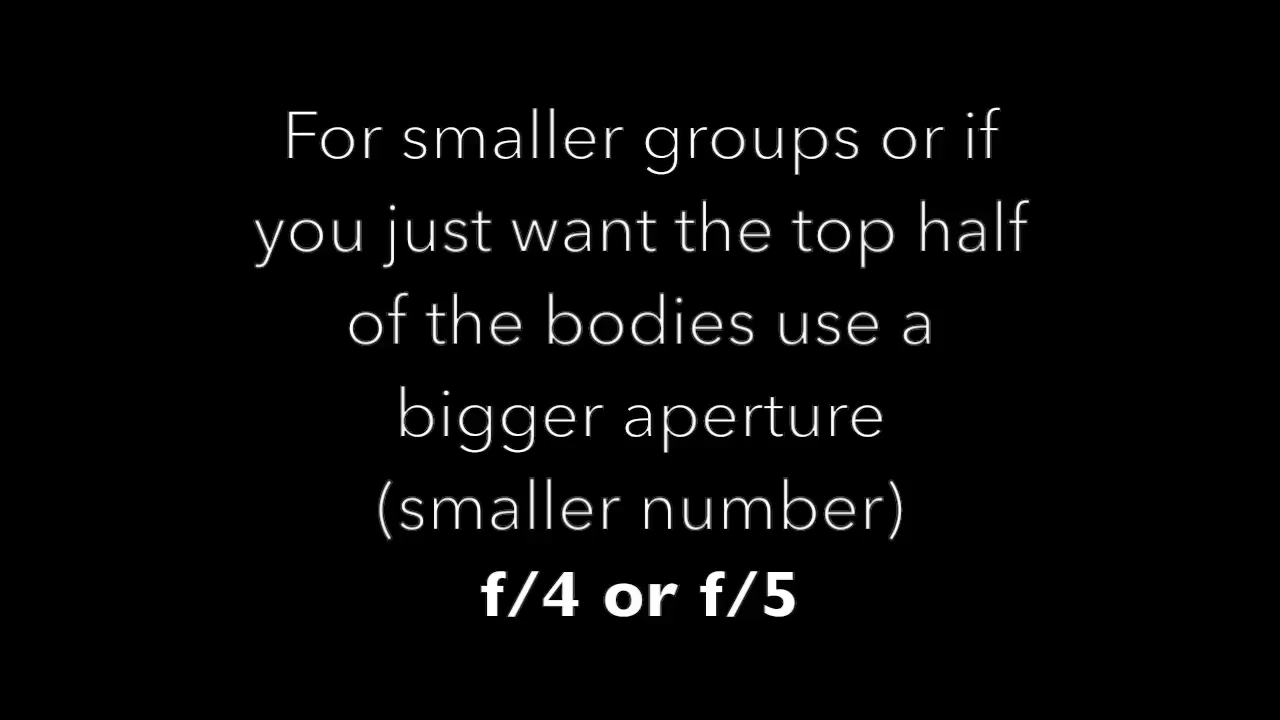 For smaller groups or if
you just want the top half
of the bodies use a
bigger aperture
(smaller number)
f/4 or f/5